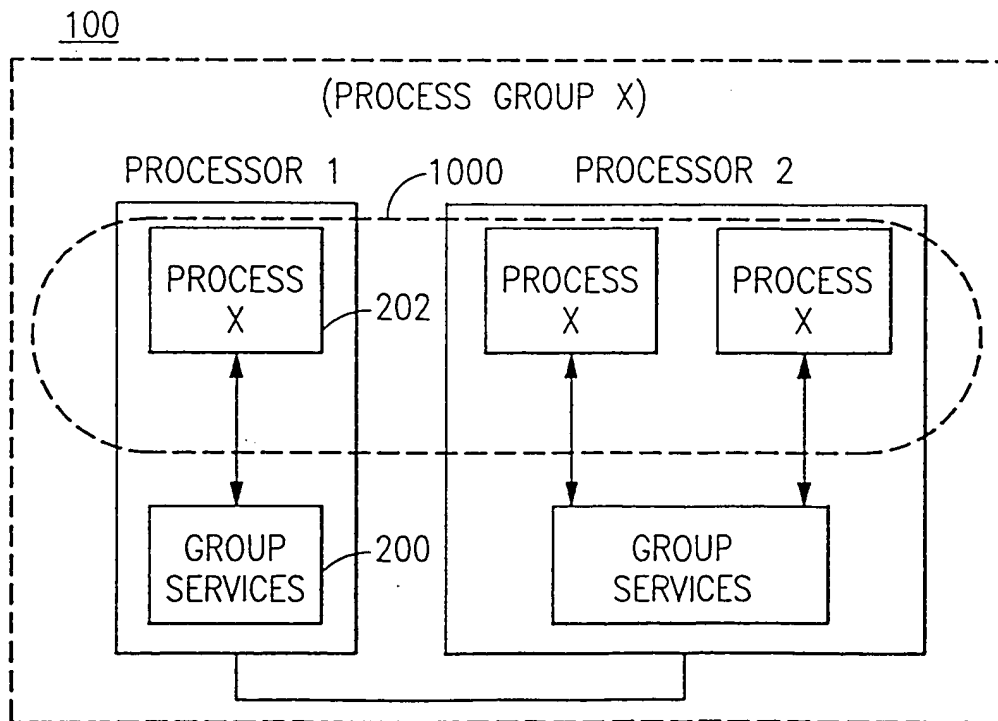 100
(PROCESS GROUP X)
PROCESSOR 1
1000
PROCESSOR 2
PROCESS
X
202
PROCESS
X
PROCESS
X
GROUP
SERVICES
200
GROUP
SERVICES